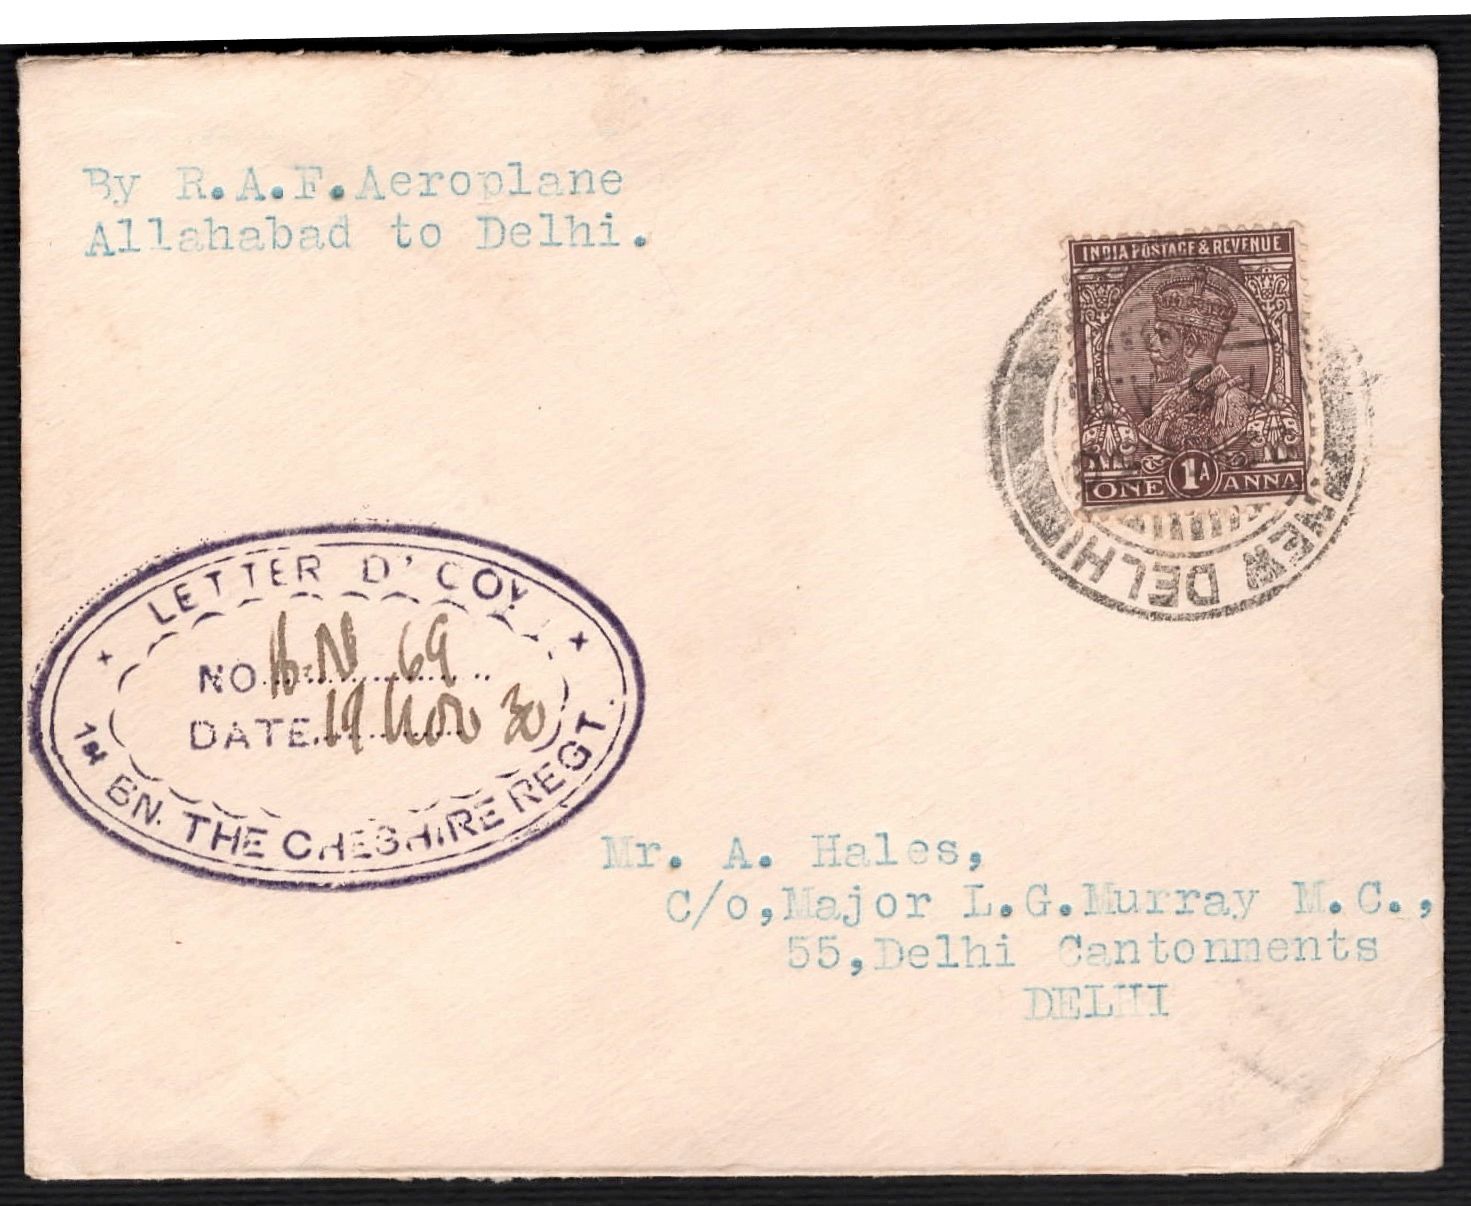 By R.A.F. Aeroplane
Allahabad to Delhi.
INDIA POSTAGE & REVENUE
1A
ONE ANNA
NEW DELHI
LETTER D' COY.
NO. 69
DATE 19 Nov 30
1st BN. THE CHESHIRE REGT.
Mr. A. Hales,
C/o, Major L.G. Murray M.C.,
55, Delhi Cantonments
DELHI